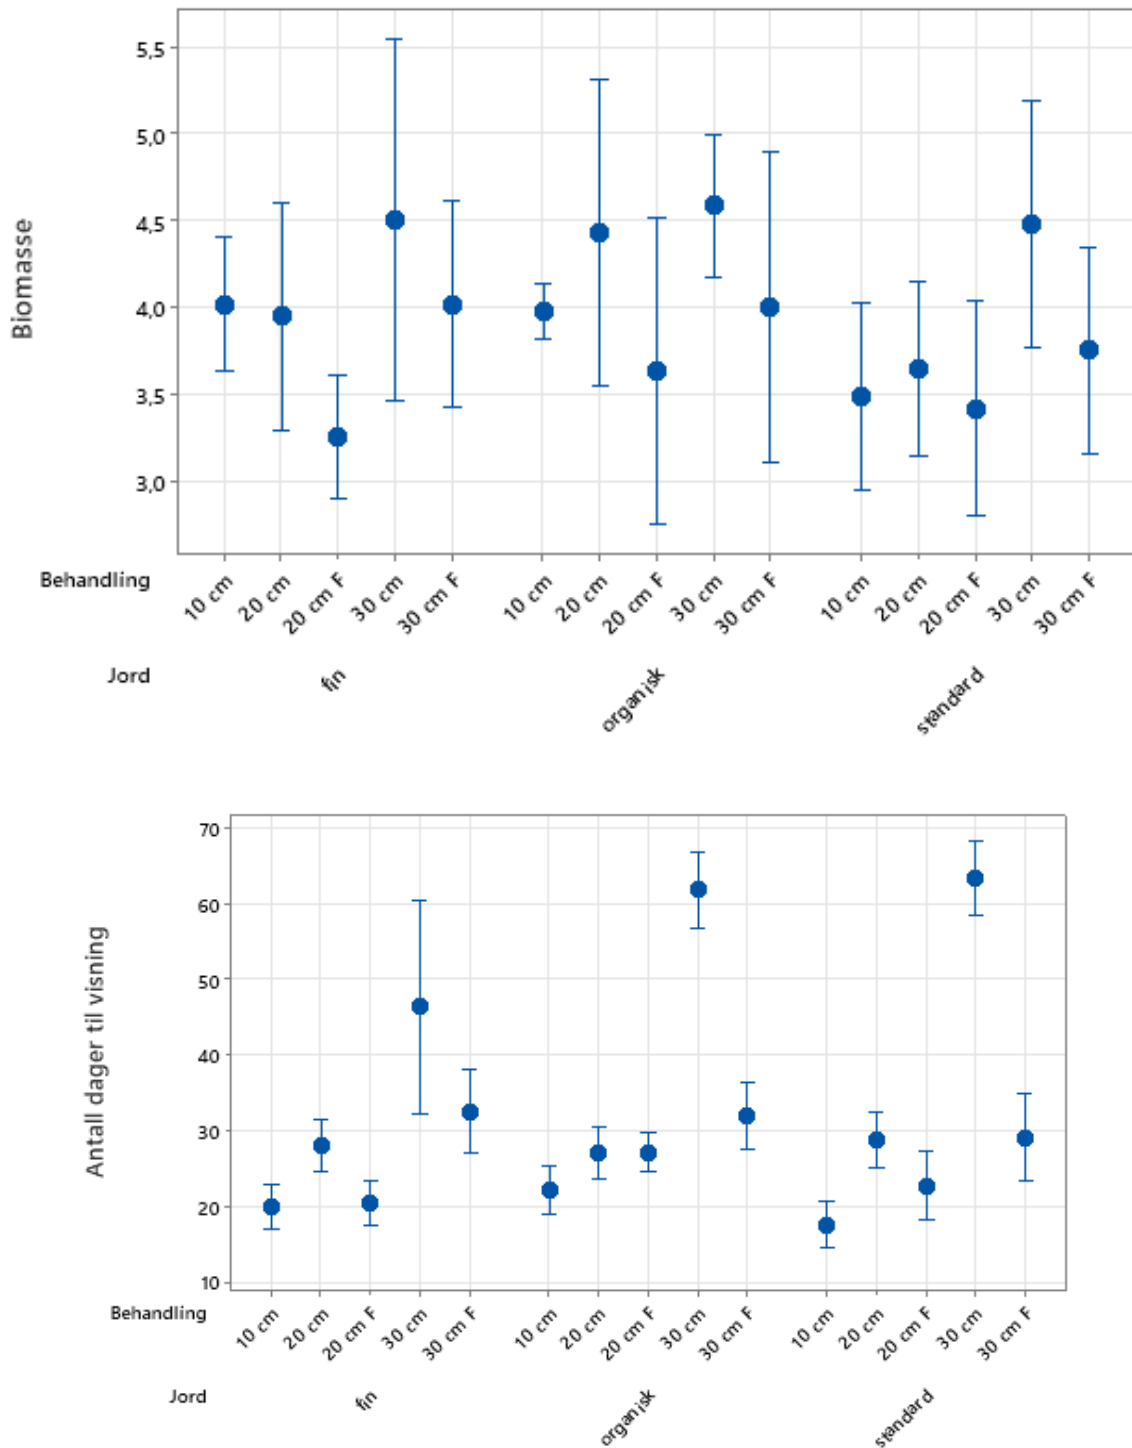 Biomasse
5,5
5,0
4,5
4,0
3,5
3,0
Behandling
10 cm
20 cm
20 cm F
30 cm
30 cm F
10 cm
20 cm
20 cm F
30 cm
30 cm F
10 cm
20 cm
20 cm F
30 cm
30 cm F
Jord
fin
organisk
standard
Antall dager til visning
70
60
50
40
30
20
10
Behandling
10 cm
20 cm
20 cm F
30 cm
30 cm F
10 cm
20 cm
20 cm F
30 cm
30 cm F
10 cm
20 cm
20 cm F
30 cm
30 cm F
Jord
fin
organisk
standard